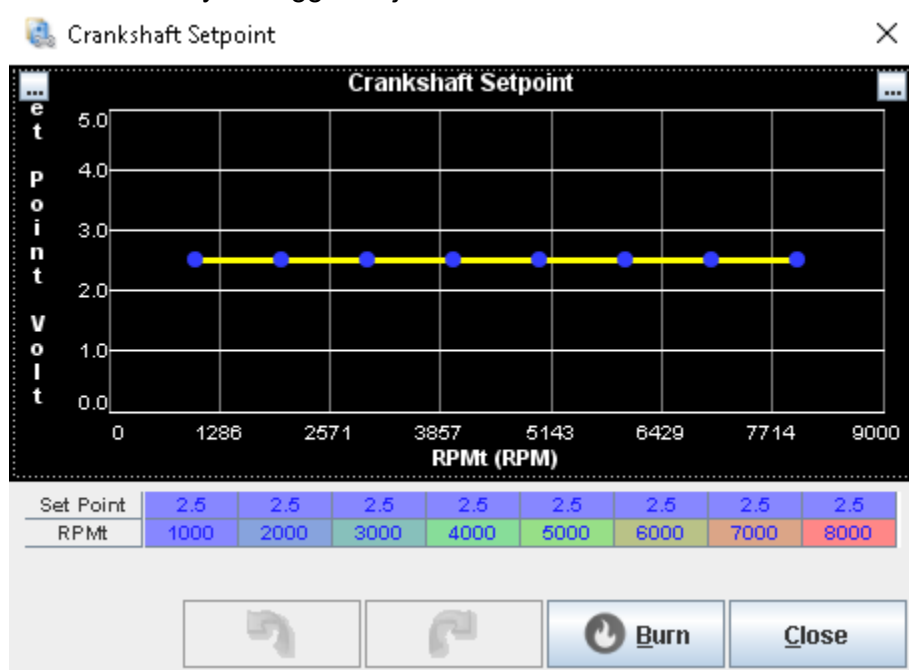 Crankshaft Setpoint
Crankshaft Setpoint
...
...
et Point Volt
5.0
4.0
3.0
2.0
1.0
0.0
0 1286 2571 3857 5143 6429 7714 9000
RPMt (RPM)
Set Point 2.5 2.5 2.5 2.5 2.5 2.5 2.5 2.5
RPMt 1000 2000 3000 4000 5000 6000 7000 8000
Burn Close